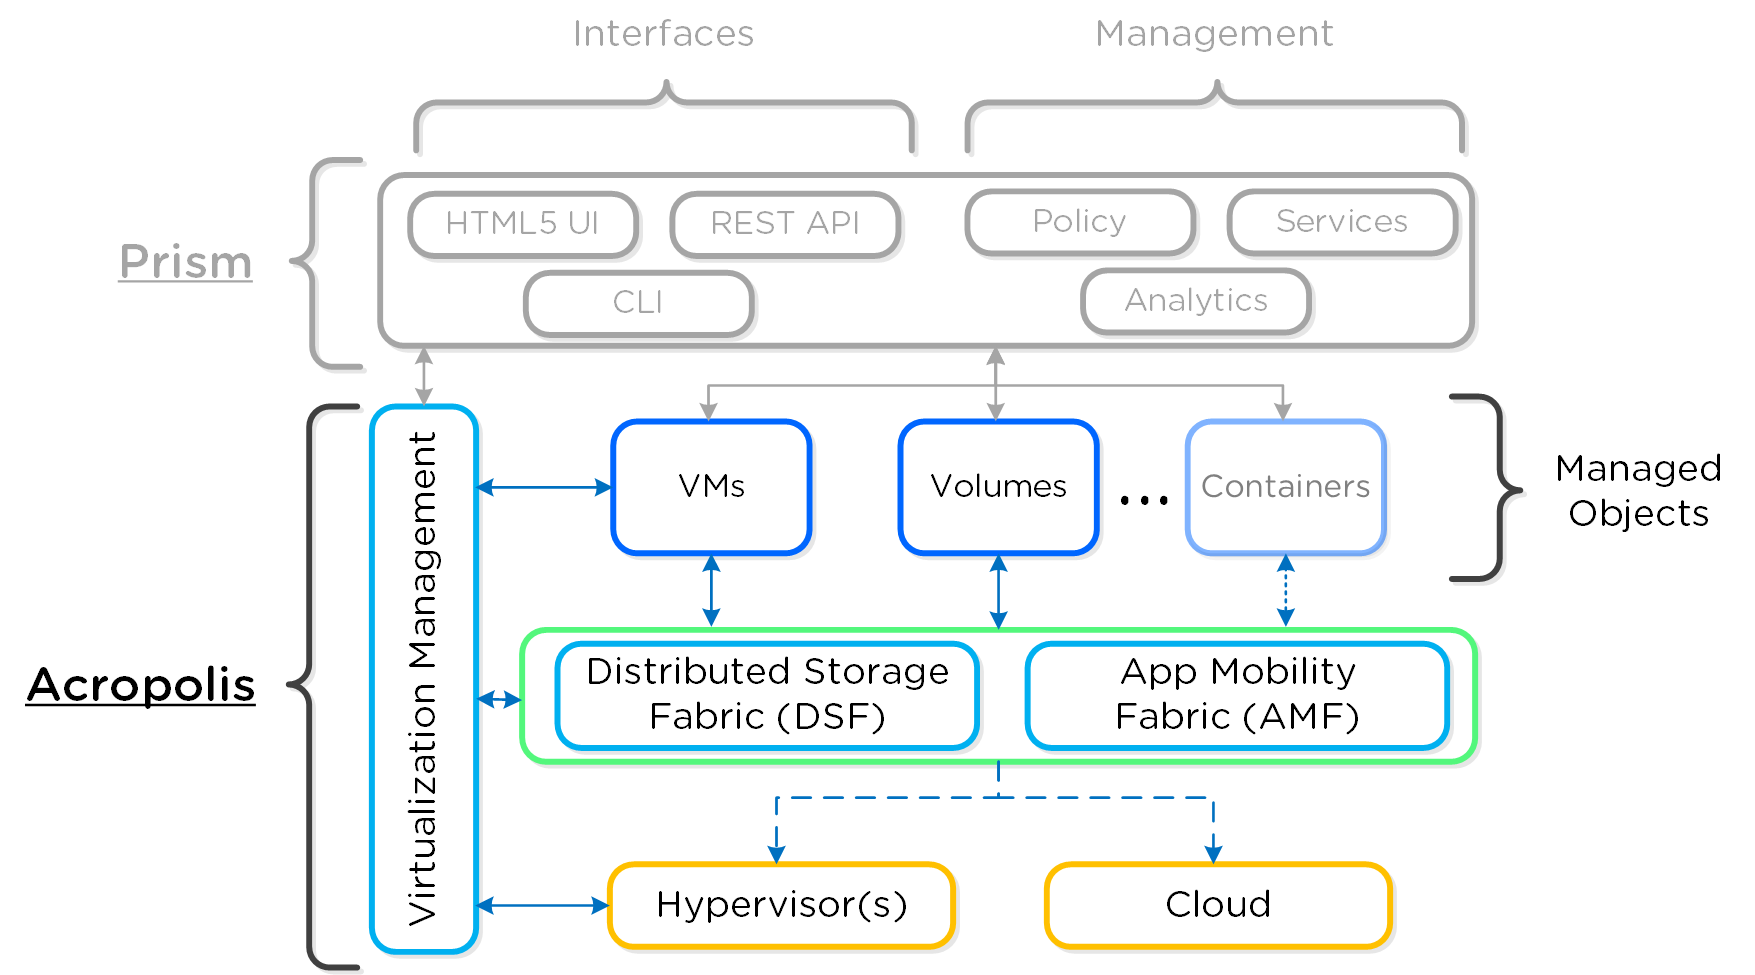 Interfaces
Management
HTML5 UI
REST API
Policy
Services
Prism
CLI
Analytics
VMs
Volumes
...
Containers
Managed
Objects
Virtualization Management
Acropolis
Distributed Storage
Fabric (DSF)
App Mobility
Fabric (AMF)
Hypervisor(s)
Cloud